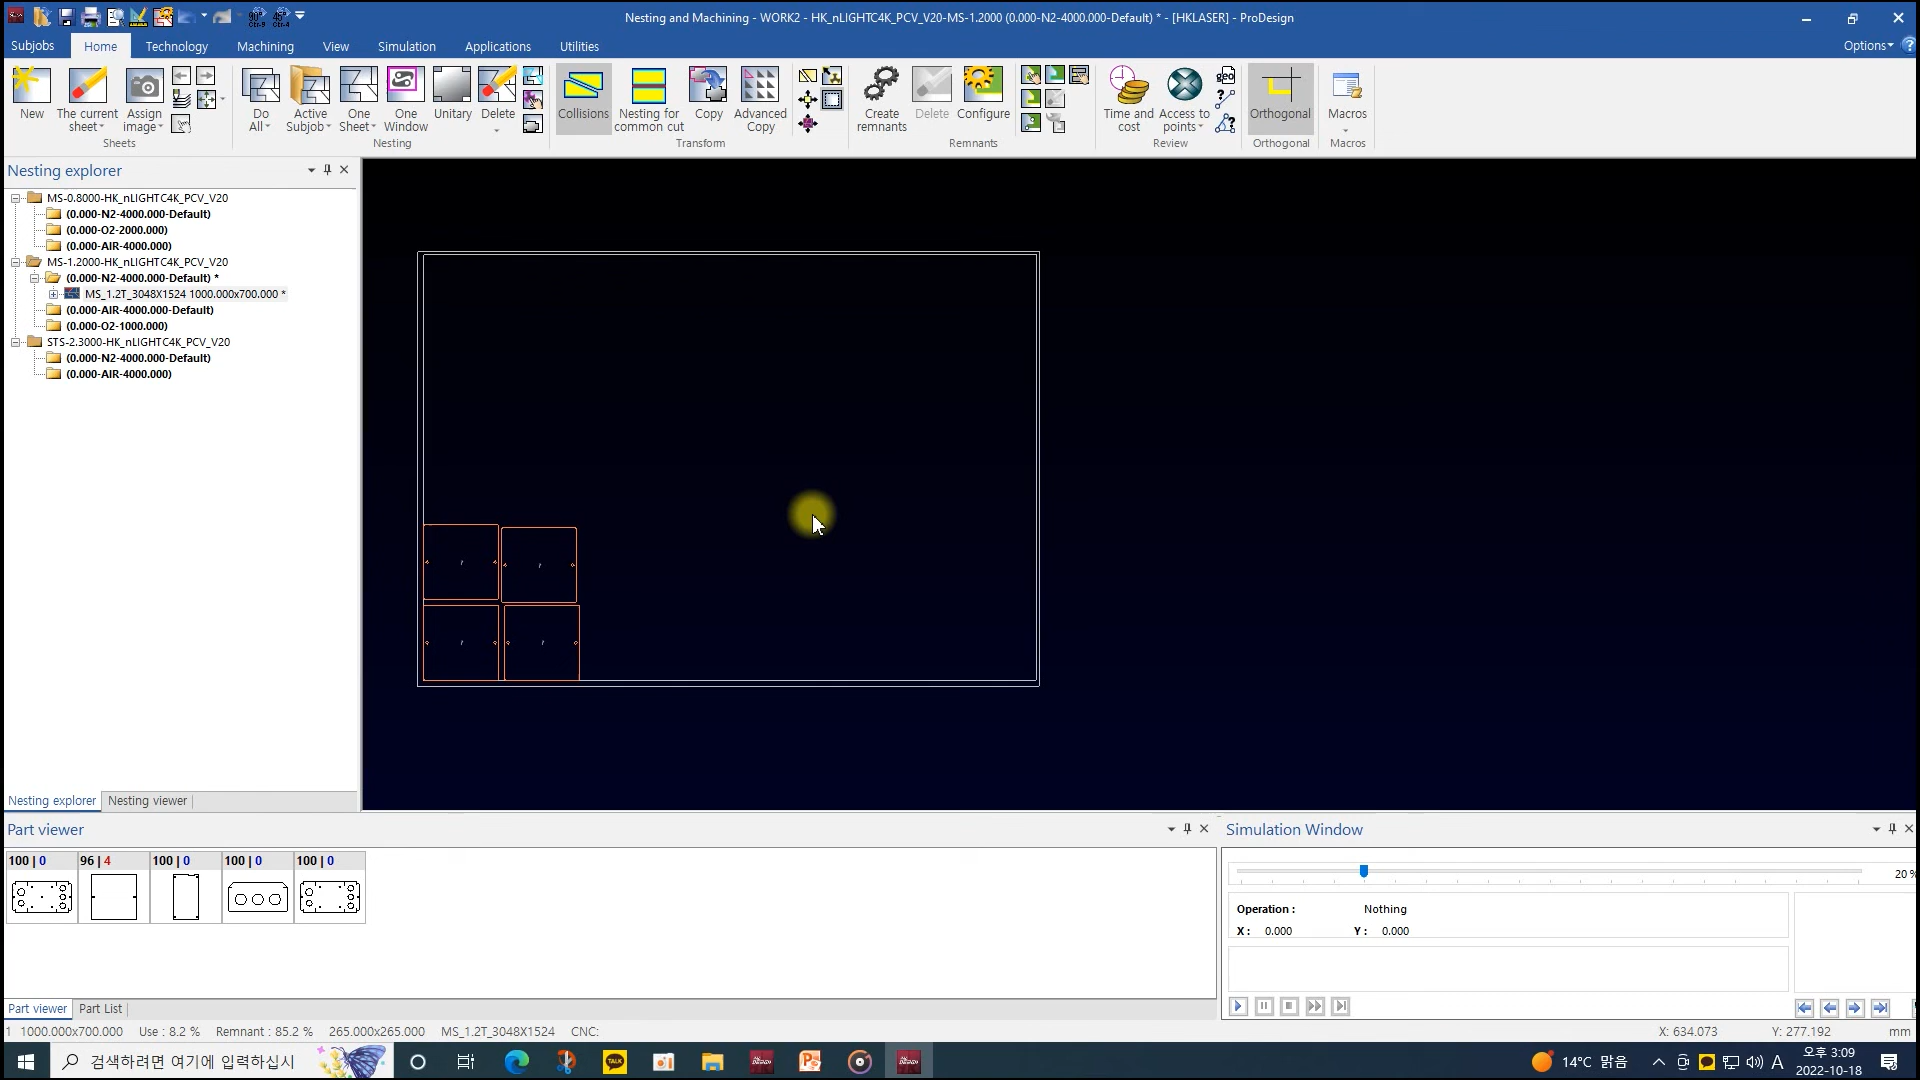 90° 45°
Ctr-9 Ctr-4
Nesting and Machining - WORK2 - HK_nLIGHTC4K_PCV_V20-MS-1.2000 (0.000-N2-4000.000-Default) * - [HKLASER] - ProDesign
Subjobs Home Technology Machining View Simulation Applications Utilities Options
New
The current sheet
Assign image
Sheets
Do All
Active Subjob
One Sheet
One Window
Unitary
Delete
Nesting
Collisions
Nesting for common cut
Copy
Advanced Copy
Transform
Create remnants
Delete
Configure
Remnants
Time and cost
Access to points
geo
Review
Orthogonal
Orthogonal
Macros
Macros
Nesting explorer
MS-0.8000-HK_nLIGHTC4K_PCV_V20
(0.000-N2-4000.000-Default)
(0.000-O2-2000.000)
(0.000-AIR-4000.000)
MS-1.2000-HK_nLIGHTC4K_PCV_V20
(0.000-N2-4000.000-Default) *
MS_1.2T_3048X1524 1000.000x700.000 *
(0.000-AIR-4000.000-Default)
(0.000-O2-1000.000)
STS-2.3000-HK_nLIGHTC4K_PCV_V20
(0.000-N2-4000.000-Default)
(0.000-AIR-4000.000)
Nesting explorer Nesting viewer
Part viewer
100 | 0 96 | 4 100 | 0 100 | 0 100 | 0
Part viewer Part List
Simulation Window
20 %
Operation : Nothing
X : 0.000 Y : 0.000
1 1000.000x700.000 Use : 8.2 % Remnant : 85.2 % 265.000x265.000 MS_1.2T_3048X1524 CNC: X: 634.073 Y: 277.192 mm
검색하려면 여기에 입력하십시
TALK
14°C 맑음
A
오후 3:09
2022-10-18